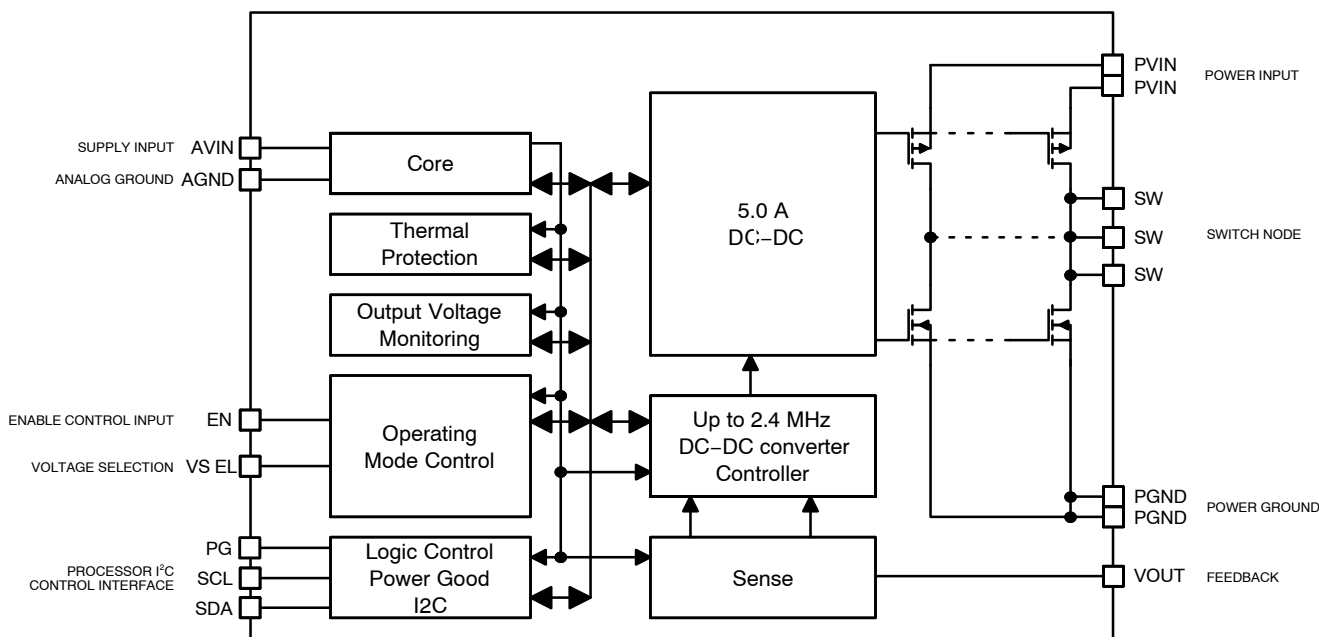 PVIN
POWER INPUT
PVIN
SUPPLY INPUT AVIN
ANALOG GROUND AGND
Core
Thermal
Protection
Output Voltage
Monitoring
ENABLE CONTROL INPUT EN
VOLTAGE SELECTION VS EL
Operating
Mode Control
PG
PROCESSOR I²C
CONTROL INTERFACE
SCL
SDA
Logic Control
Power Good
I2C
5.0 A
DC−DC
Up to 2.4 MHz
DC−DC converter
Controller
Sense
SW
SW
SWITCH NODE
SW
PGND
POWER GROUND
PGND
VOUT FEEDBACK